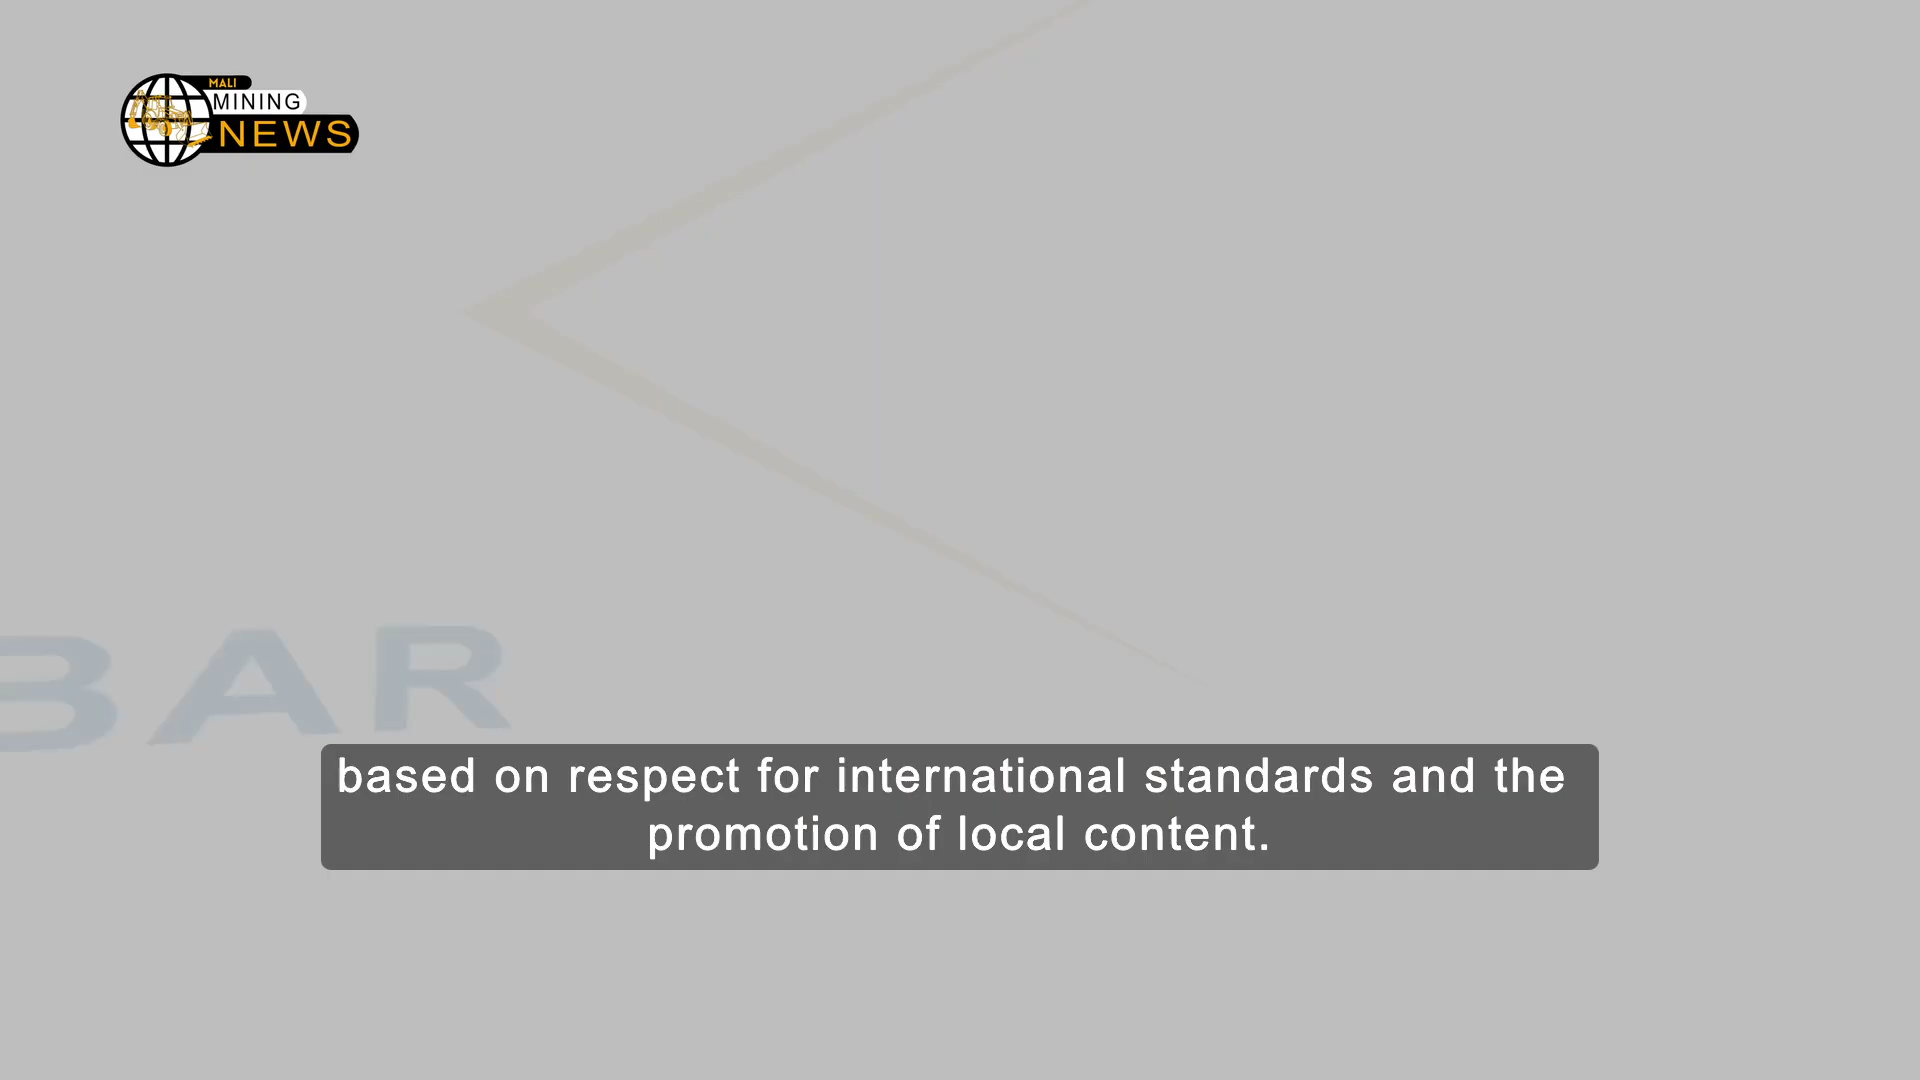 MALI
MINING
NEWS
BAR
based on respect for international standards and the
promotion of local content.